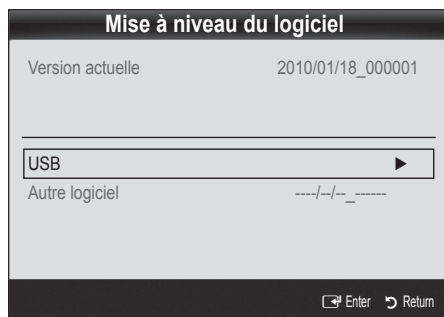 Mise à niveau du logiciel
Version actuelle 2010/01/18_000001
USB ►
Autre logiciel ----/--/--_------
Enter Return